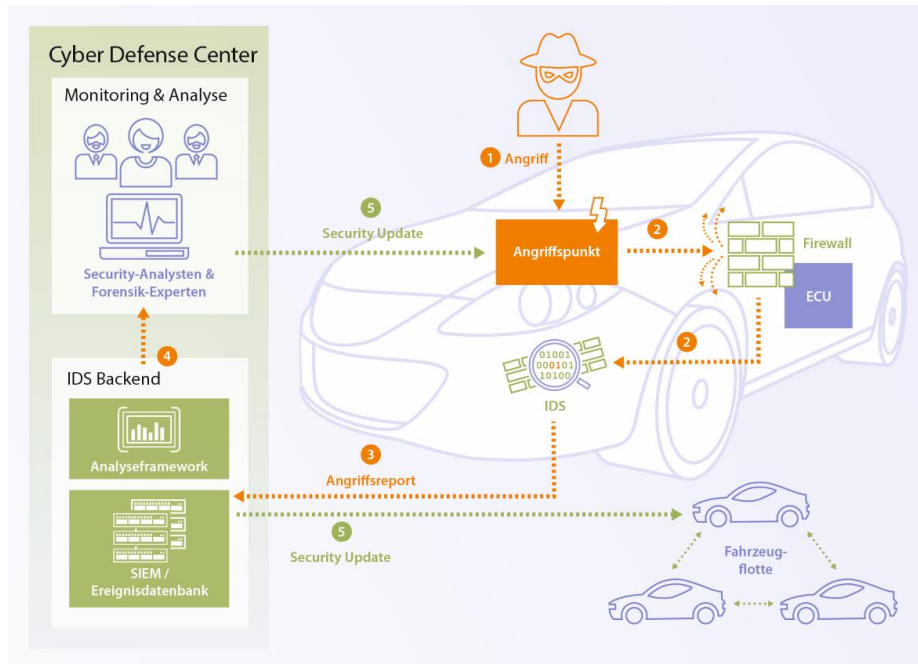 Cyber Defense Center
Monitoring & Analyse
Security-Analysten &
Forensik-Experten
4
IDS Backend
Analyseframework
SIEM /
Ereignisdatenbank
1 Angriff
5
Security Update
Angriffspunkt
2
Firewall
ECU
2
01001
000101
10100
IDS
3
Angriffsreport
5
Security Update
Fahrzeug-
flotte